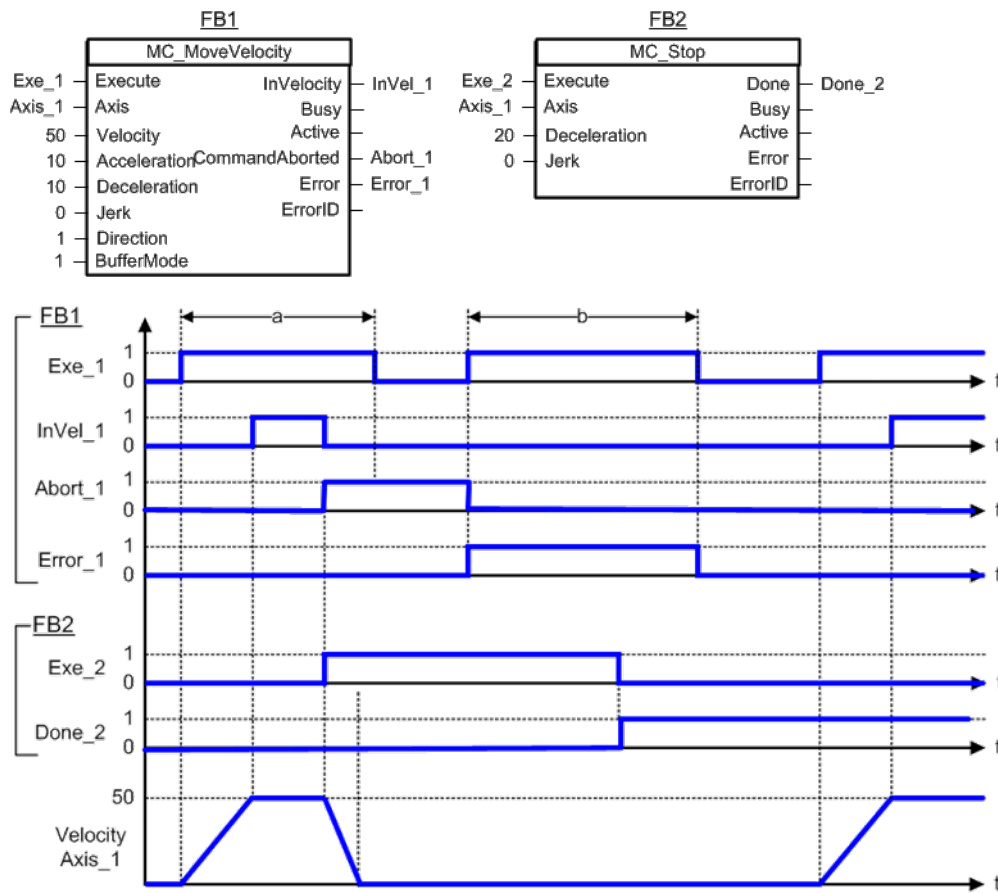 FB1
FB2
MC_MoveVelocity
MC_Stop
Exe_1 Execute InVelocity InVel_1
Axis_1 Axis Busy
50 Velocity Active
10 Acceleration CommandAborted Abort_1
10 Deceleration Error Error_1
0 Jerk ErrorID
1 Direction
1 BufferMode
Exe_2 Execute Done Done_2
Axis_1 Axis Busy
20 Deceleration Active
0 Jerk Error
ErrorID
FB1
a b
Exe_1 1
0 t
InVel_1 1
0 t
Abort_1 1
0 t
Error_1 1
0 t
FB2
Exe_2 1
0 t
Done_2 1
0 t
50
Velocity
Axis_1
t